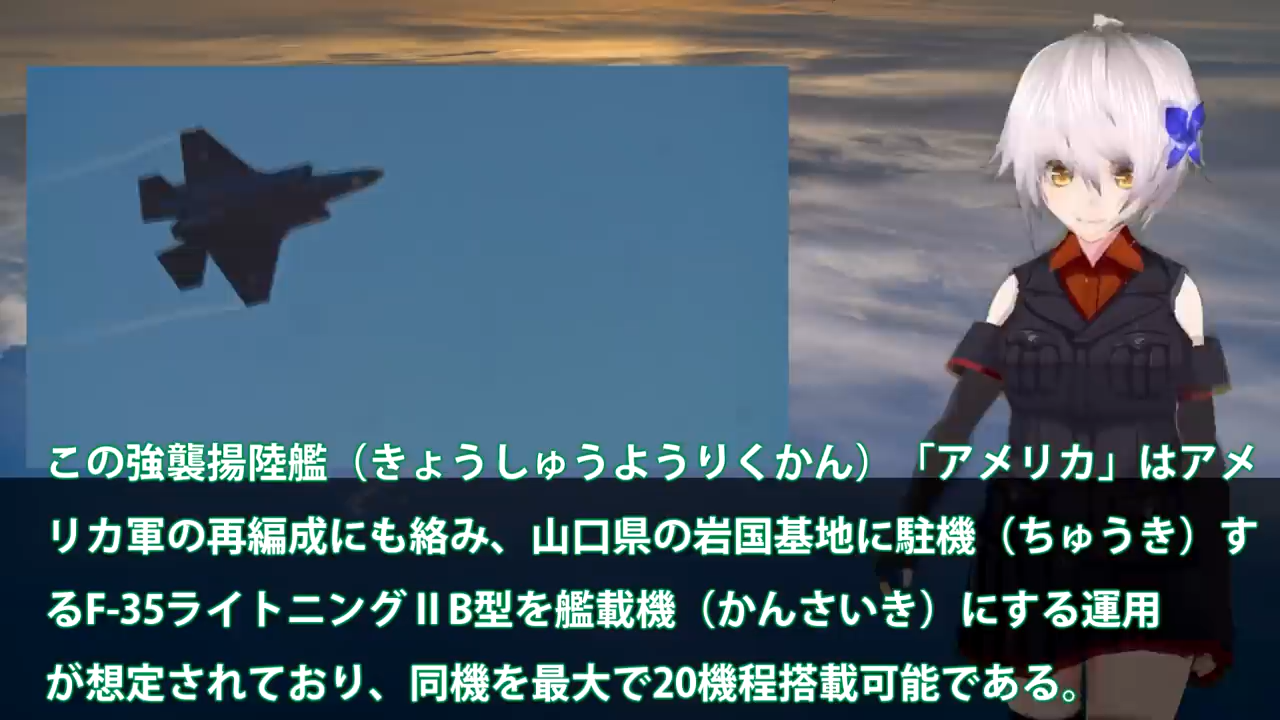 この強襲揚陸艦（きょうしゅうようりくかん）「アメリカ」はアメ
リカ軍の再編成にも絡み、山口県の岩国基地に駐機（ちゅうき）す
るF-35ライトニングⅡB型を艦載機（かんさいき）にする運用
が想定されており、同機を最大で20機程搭載可能である。